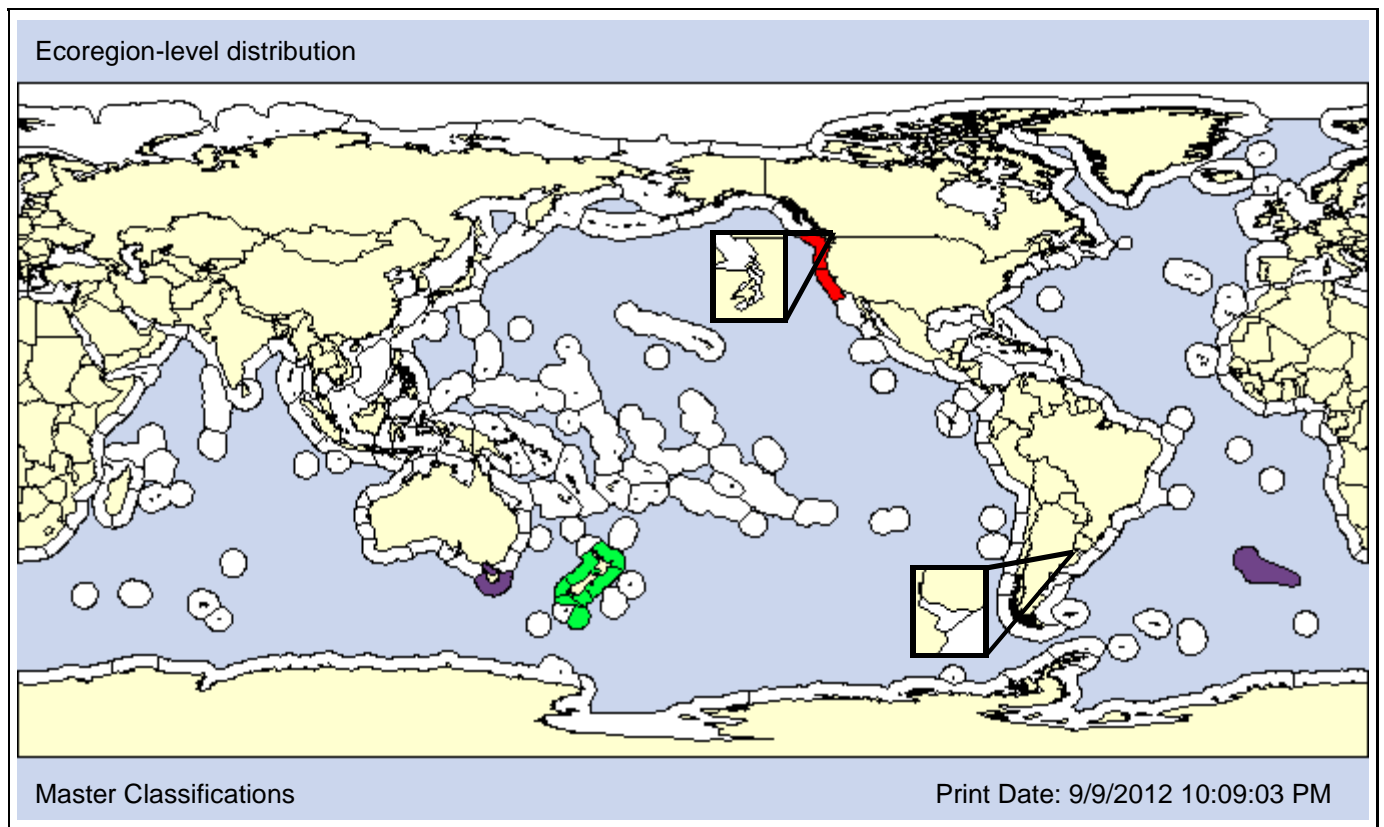 Ecoregion-level distribution
Master Classifications
Print Date: 9/9/2012 10:09:03 PM